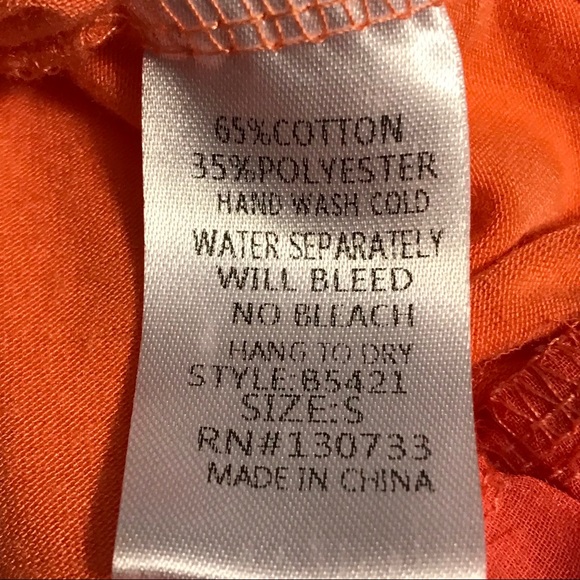 65%COTTON
35%POLYESTER
HAND WASH COLD
WATER SEPARATELY
WILL BLEED
NO BLEACH
HANG TO DRY
STYLE:B5421
SIZE:S
RN#130733
MADE IN CHINA